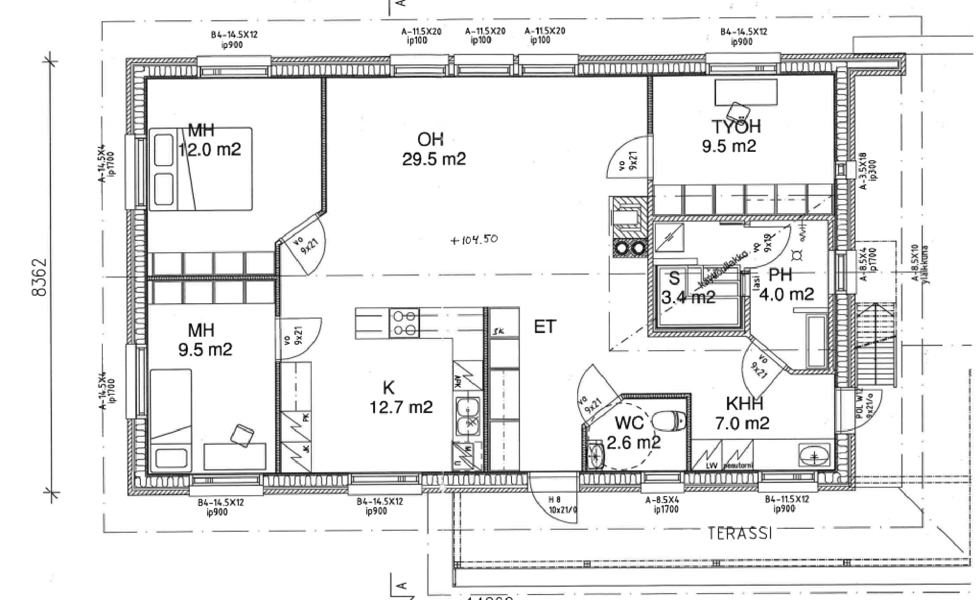 A
B4-14.5X12
ip900
A-11.5X20
ip100
A-11.5X20
ip100
A-11.5X20
ip100
B4-14.5X12
ip900
MH
12.0 m2
OH
29.5 m2
TYÖH
9.5 m2
vo
9x21
A-14.5X4
ip1700
A-3.5X18
ip300
vo
9x21
+104.50
vo
9x19
lasi
S
3.4 m2
PH
4.0 m2
A-8.5X4
ip1700
A-8.5X10
yläikkuna
8362
MH
9.5 m2
vo
9x21
SK
ET
K
12.7 m2
APK
PK
JK
A-14.5X4
ip1700
vo
9x21
vo
9x21
WC
2.6 m2
KHH
7.0 m2
9x21/0
LVV
B4-14.5X12
ip900
B4-14.5X12
ip900
H 8
10x21/0
A-8.5X4
ip1700
B4-11.5X12
ip900
TERASSI
A